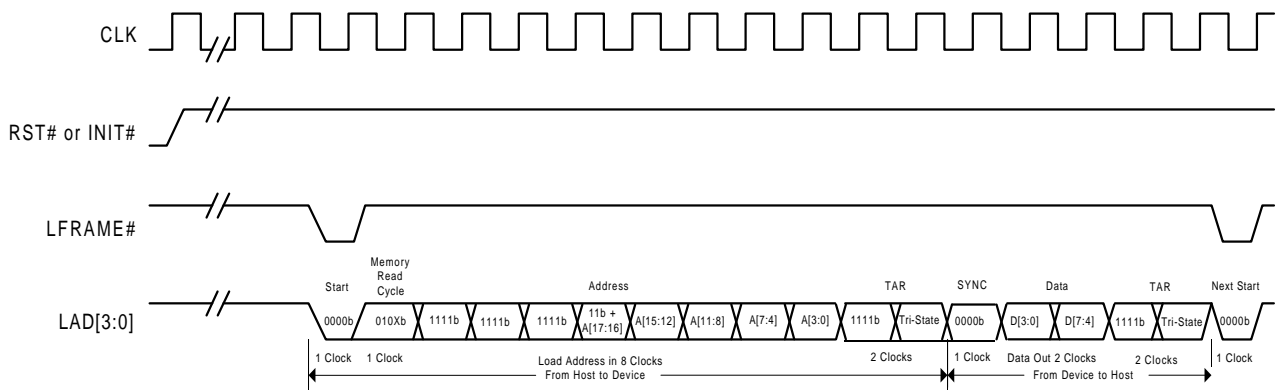 CLK
RST# or INIT#
LFRAME#
LAD[3:0]
Start
Memory
Read
Cycle
Address
TAR
SYNC
Data
TAR
Next Start
0000b
010Xb
1111b
1111b
1111b
11b +
A[17:16]
A[15:12]
A[11:8]
A[7:4]
A[3:0]
1111b
Tri-State
0000b
D[3:0]
D[7:4]
1111b
Tri-State
0000b
1 Clock
1 Clock
Load Address in 8 Clocks
2 Clocks
1 Clock
Data Out 2 Clocks
2 Clocks
1 Clock
From Host to Device
From Device to Host